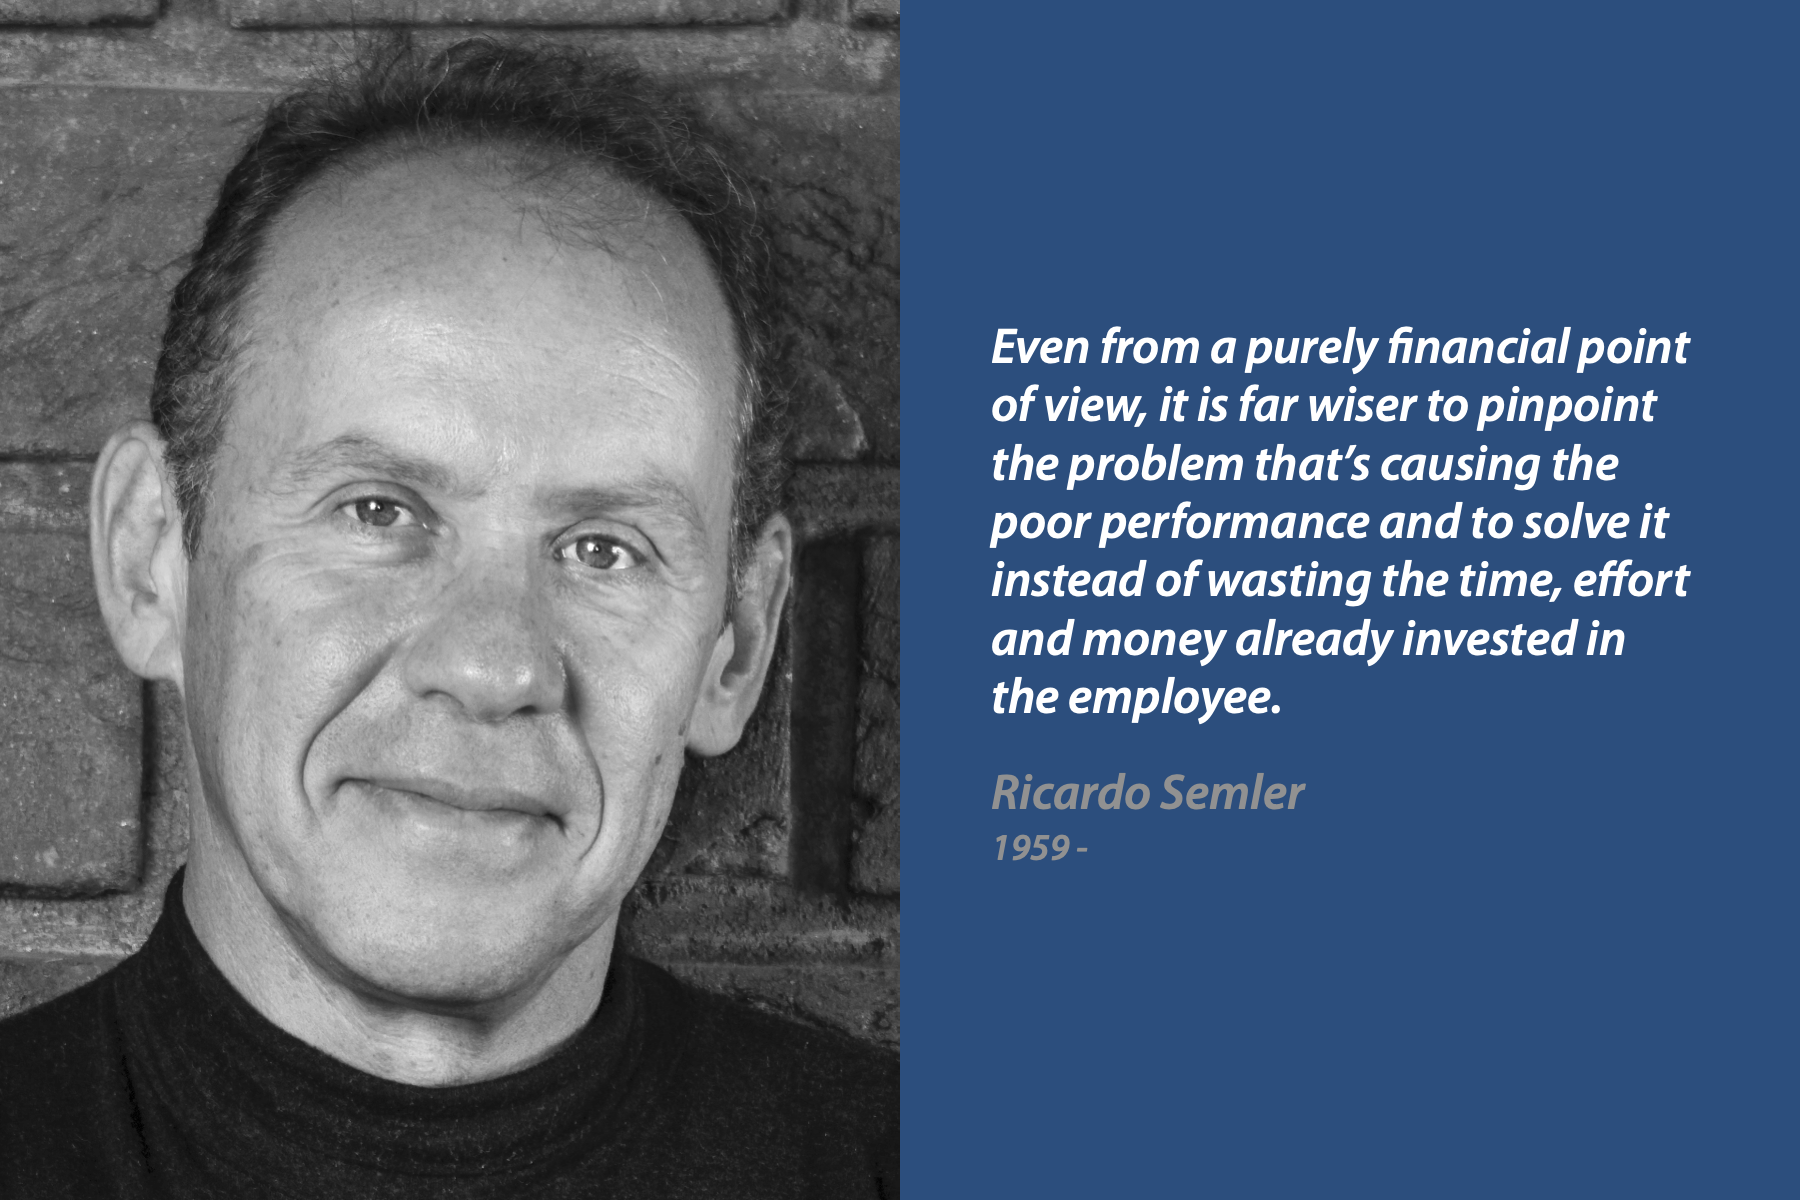 Even from a purely financial point
of view, it is far wiser to pinpoint
the problem that’s causing the
poor performance and to solve it
instead of wasting the time, effort
and money already invested in
the employee.
Ricardo Semler
1959 -